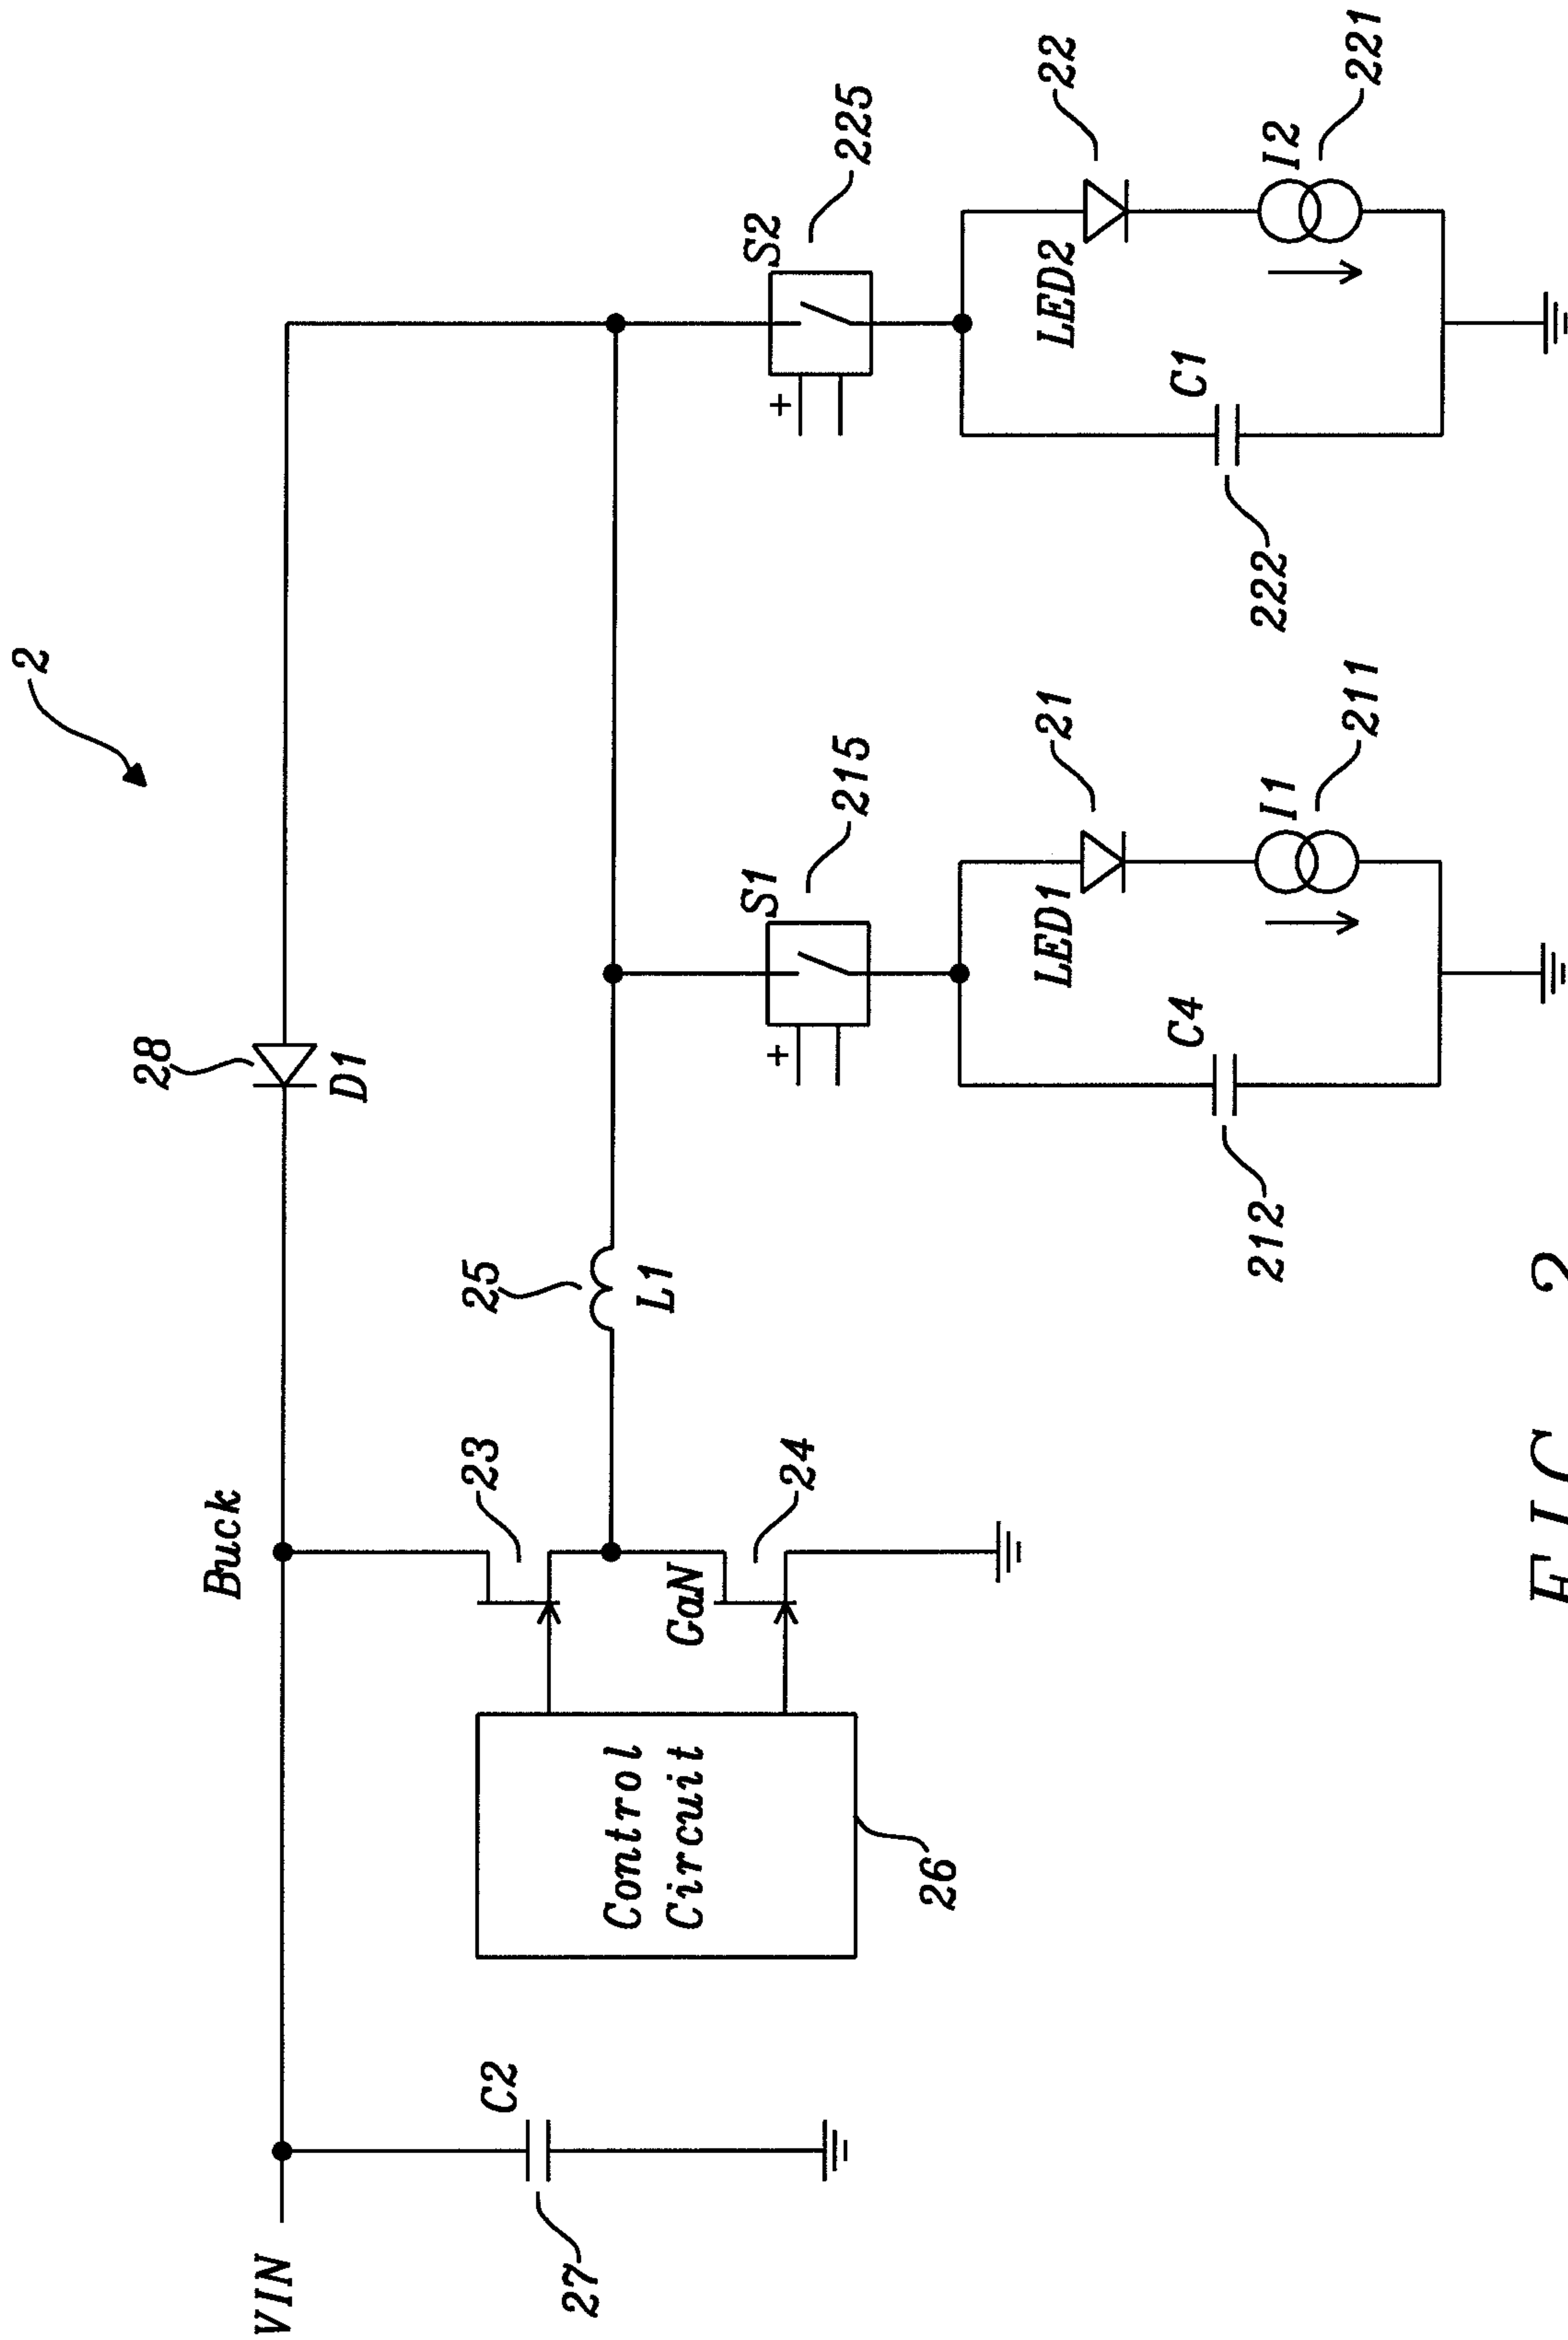 2
28
D1
Buck
VIN
C2
27
Control
Circuit
26
23
GaN
24
25
L1
S1
215
LED1
21
C4
212
I1
211
S2
225
LED2
22
C1
222
I2
221
FIG. 2